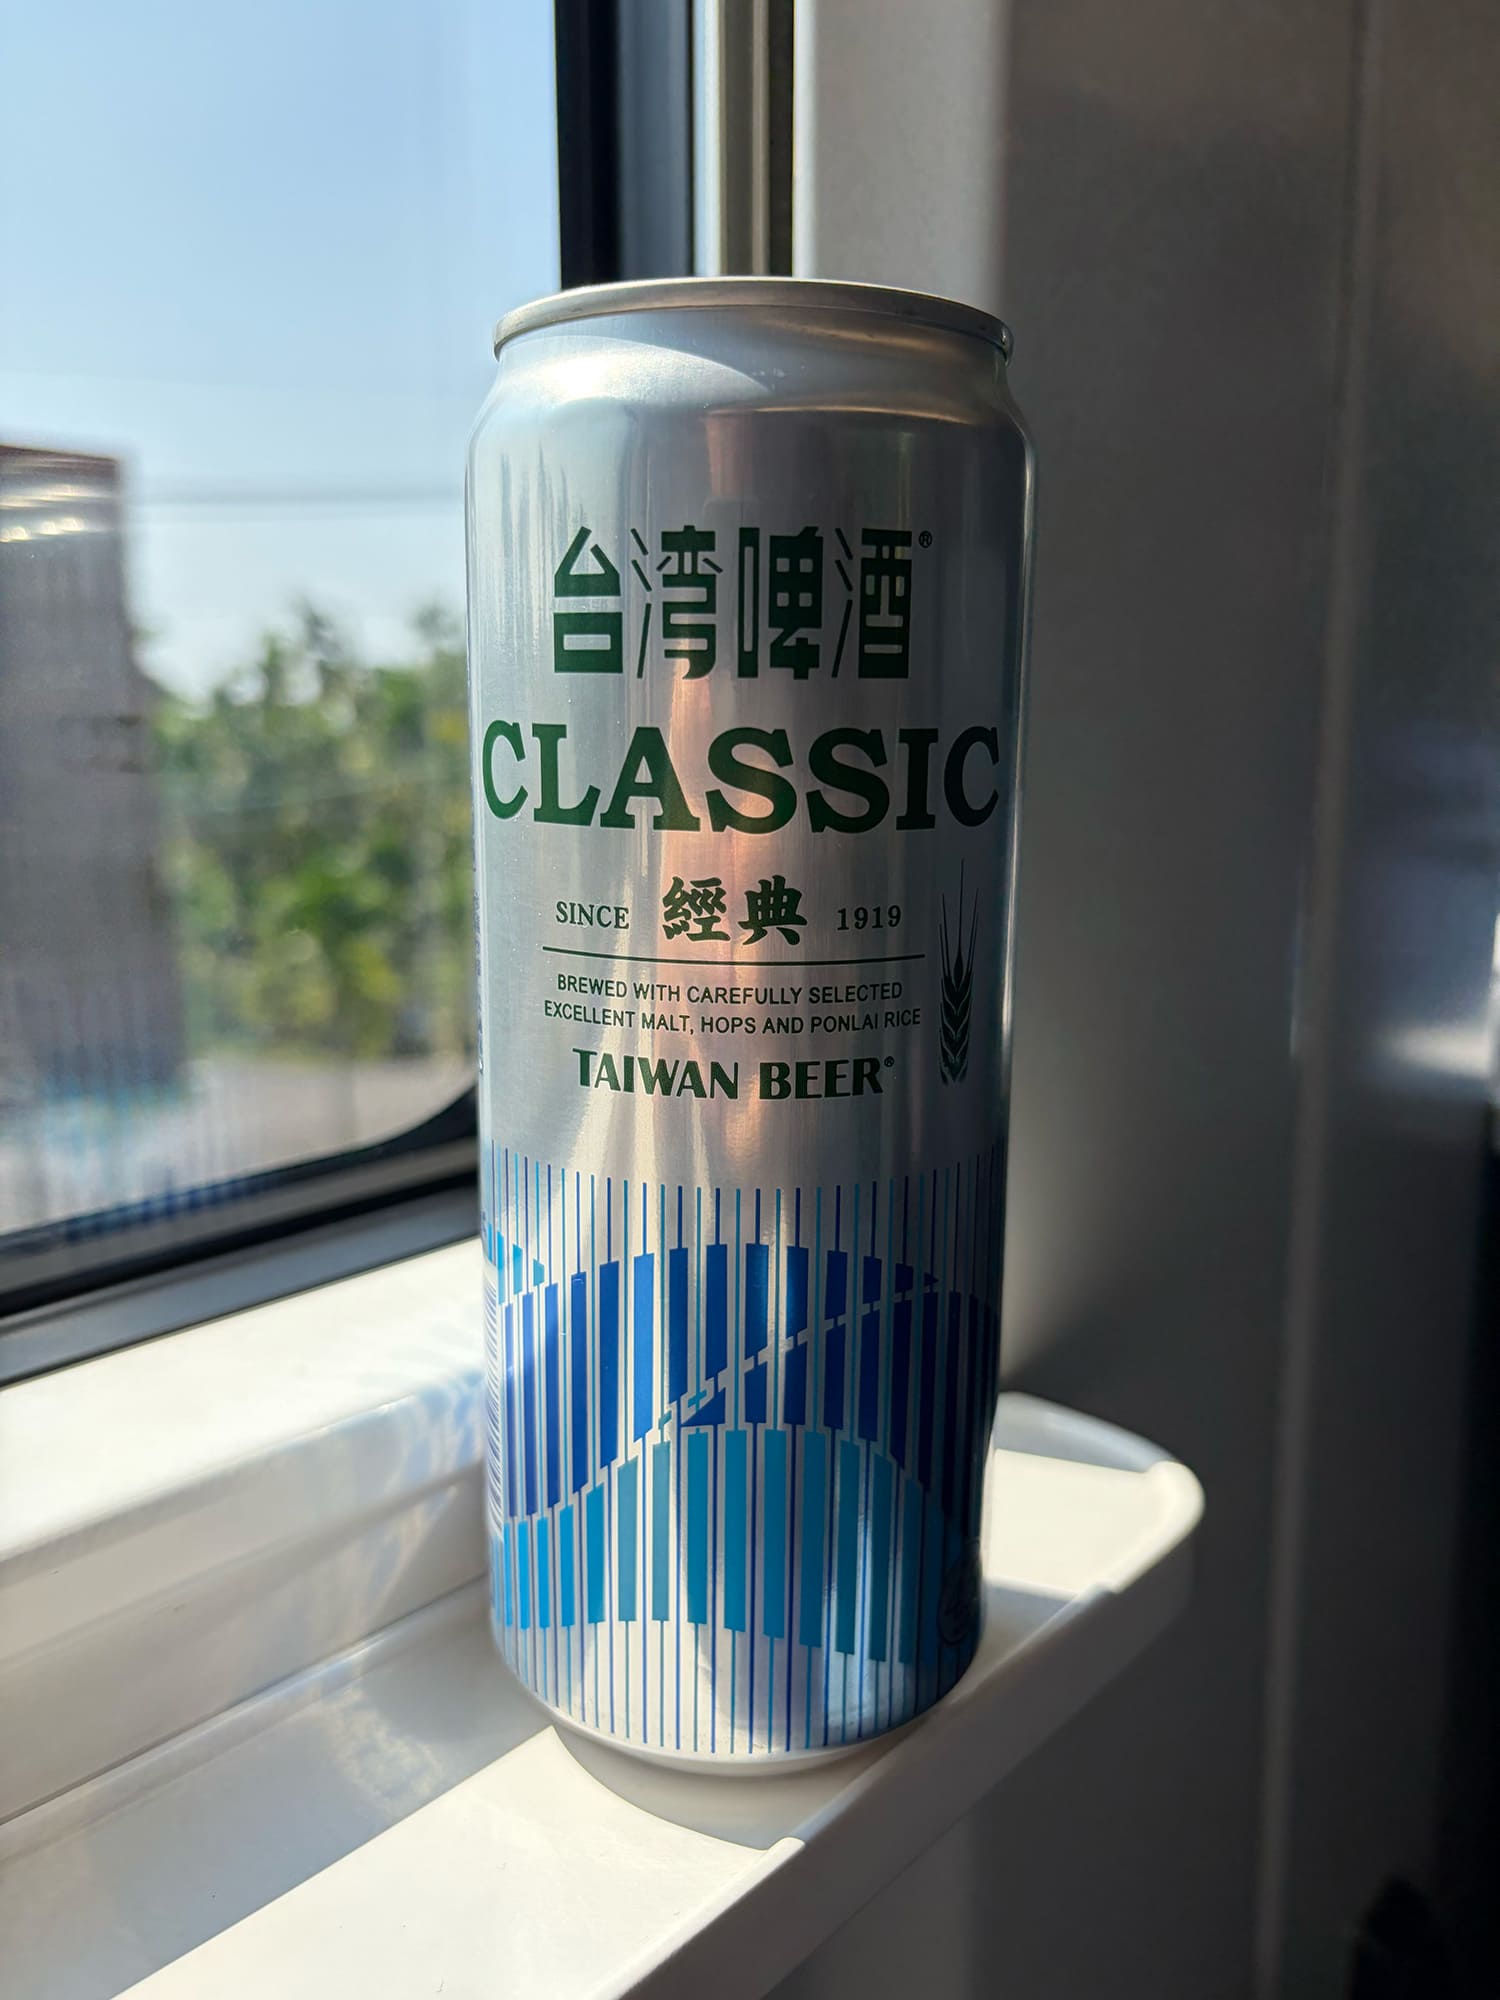 台湾啤酒®
CLASSIC
SINCE 經典 1919
BREWED WITH CAREFULLY SELECTED
EXCELLENT MALT, HOPS AND PONLAI RICE
TAIWAN BEER®